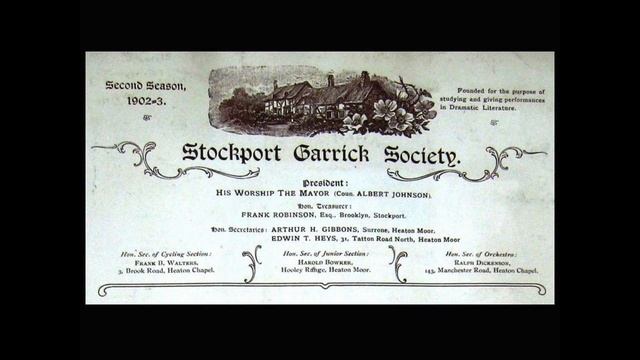 Second Season,
1902-3.
Founded for the purpose of
studying and giving performances
in Dramatic Literature.
Stockport Garrick Society.
President:
His Worship The Mayor (Coun. ALBERT JOHNSON).
Hon. Treasurer:
FRANK ROBINSON, Esq., Brooklyn, Stockport.
Hon. Secretaries: ARTHUR H. GIBBONS, Surrone, Heaton Moor.
EDWIN T. HEYS, 31, Tatton Road North, Heaton Moor
Hon. Sec. of Cycling Section:
Frank B. Walters,
3, Brook Road, Heaton Chapel.
Hon. Sec. of Junior Section:
Harold Bowker,
Hooley Range, Heaton Moor.
Hon. Sec. of Orchestra:
Ralph Dickenson,
143, Manchester Road, Heaton Chapel.